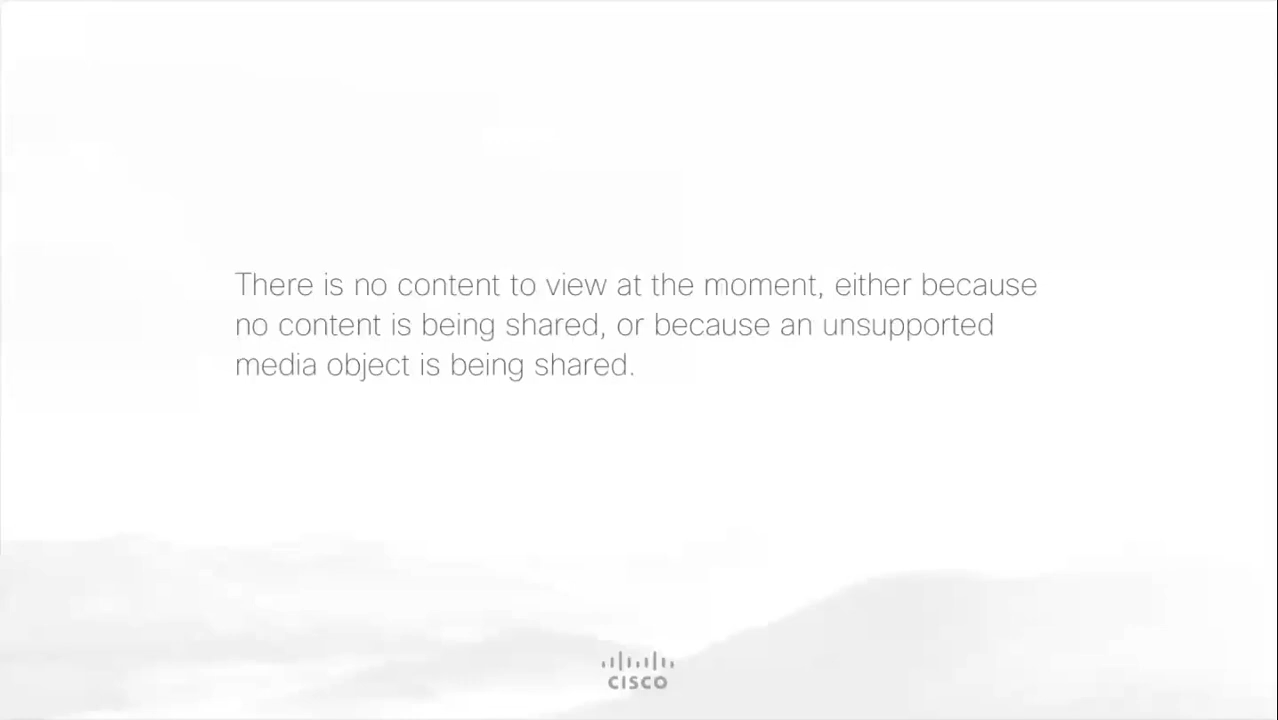 There is no content to view at the moment, either because
no content is being shared, or because an unsupported
media object is being shared.
CISCO